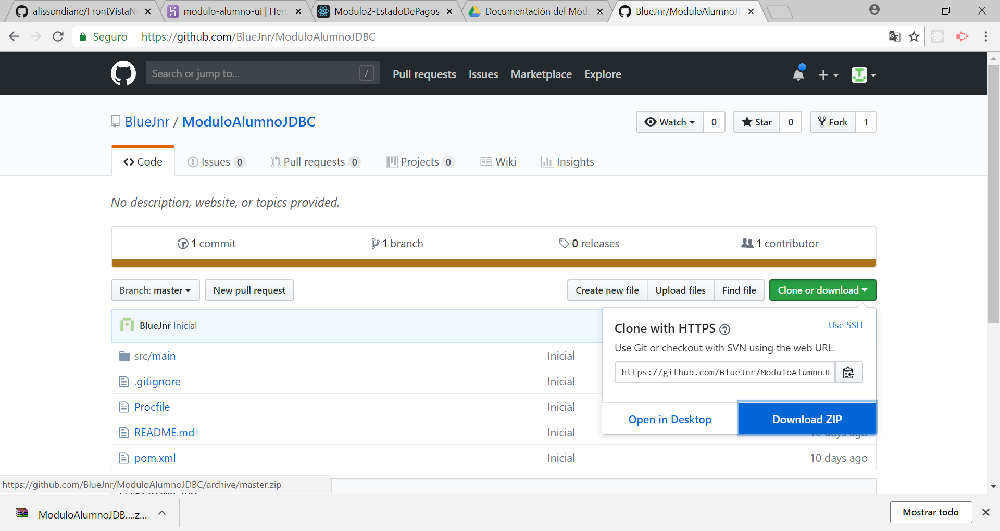 alissondiane/FrontVistaN
modulo-alumno-ui | Hero
Modulo2-EstadoDePagos
Documentación del Módu
BlueJnr/ModuloAlumnoJD
Seguro
https://github.com/BlueJnr/ModuloAlumnoJDBC
Search or jump to...
/
Pull requests
Issues
Marketplace
Explore
BlueJnr / ModuloAlumnoJDBC
Watch 0
Star 0
Fork 1
Code
Issues 0
Pull requests 0
Projects 0
Wiki
Insights
No description, website, or topics provided.
1 commit
1 branch
0 releases
1 contributor
Branch: master
New pull request
Create new file
Upload files
Find file
Clone or download
BlueJnr Inicial
Clone with HTTPS
Use SSH
Use Git or checkout with SVN using the web URL.
https://github.com/BlueJnr/ModuloAlumnoJ
Open in Desktop
Download ZIP
src/main Inicial
.gitignore Inicial
Procfile Inicial
README.md Inicial 10 days ago
pom.xml Inicial 10 days ago
https://github.com/BlueJnr/ModuloAlumnoJDBC/archive/master.zip
ModuloAlumnoJDB....z...
Mostrar todo